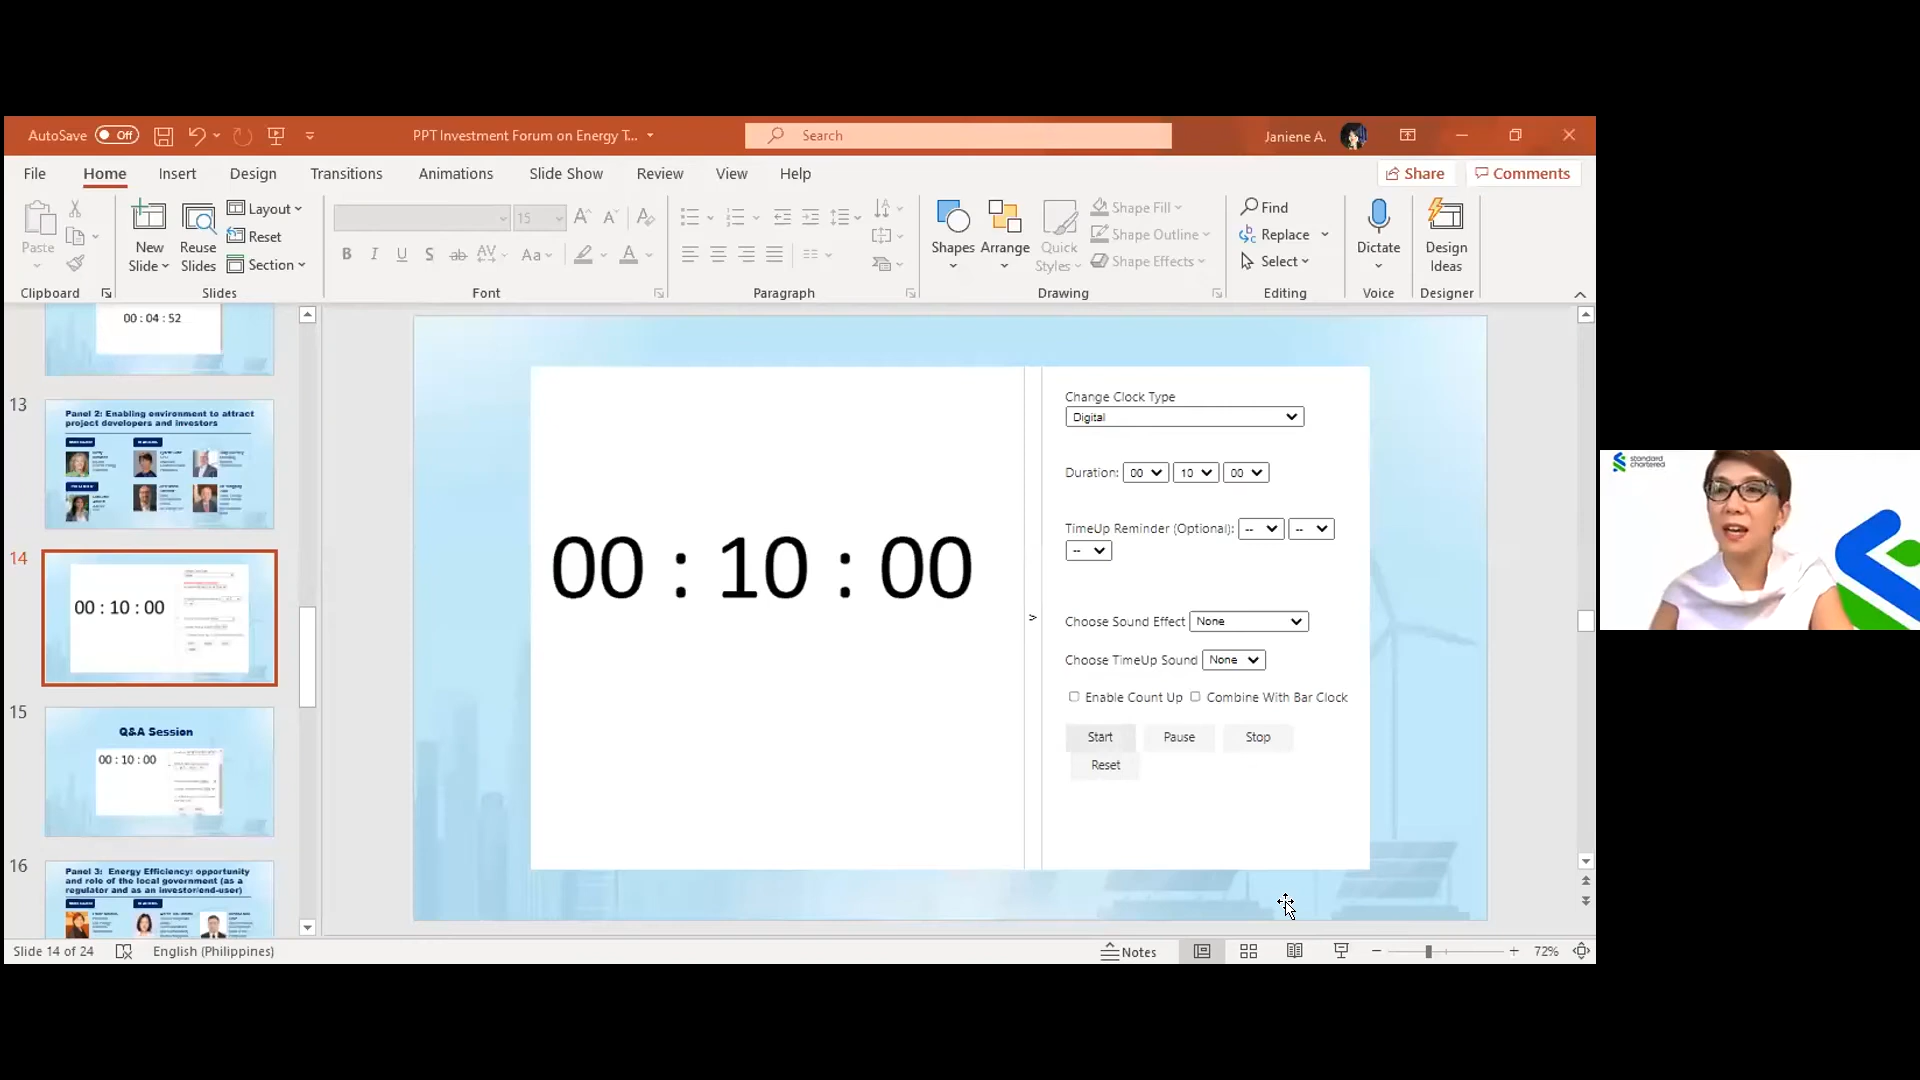 AutoSave Off
PPT Investment Forum on Energy T...
Search
Janiene A.
File Home Insert Design Transitions Animations Slide Show Review View Help
Share Comments
Paste
New Slide
Reuse Slides
Layout
Reset
Section
15
Shapes Arrange Quick Styles
Shape Fill
Shape Outline
Shape Effects
Find
Replace
Select
Dictate
Design Ideas
Clipboard Slides Font Paragraph Drawing Editing Voice Designer
00 : 04 : 52
13
Panel 2: Enabling environment to attract
project developers and investors
14
00 : 10 : 00
15
Q&A Session
00 : 10 : 00
16
Panel 3: Energy Efficiency: opportunity
and role of the local government (as a
regulator and as an investor/end-user)
00 : 10 : 00
>
Change Clock Type
Digital
Duration: 00 10 00
TimeUp Reminder (Optional): -- --
--
Choose Sound Effect None
Choose TimeUp Sound None
Enable Count Up Combine With Bar Clock
Start Pause Stop
Reset
standard
chartered
Slide 14 of 24 English (Philippines)
Notes
72%